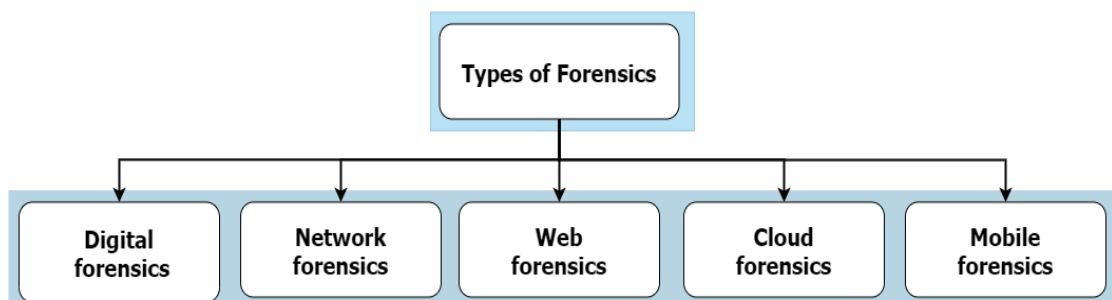 Types of Forensics
Digital
forensics
Network
forensics
Web
forensics
Cloud
forensics
Mobile
forensics